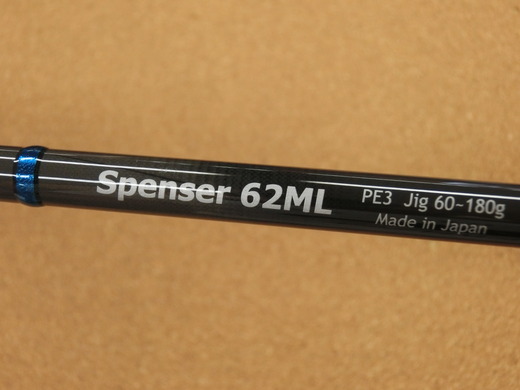 Spenser 62ML
PE3 Jig 60~180g
Made in Japan